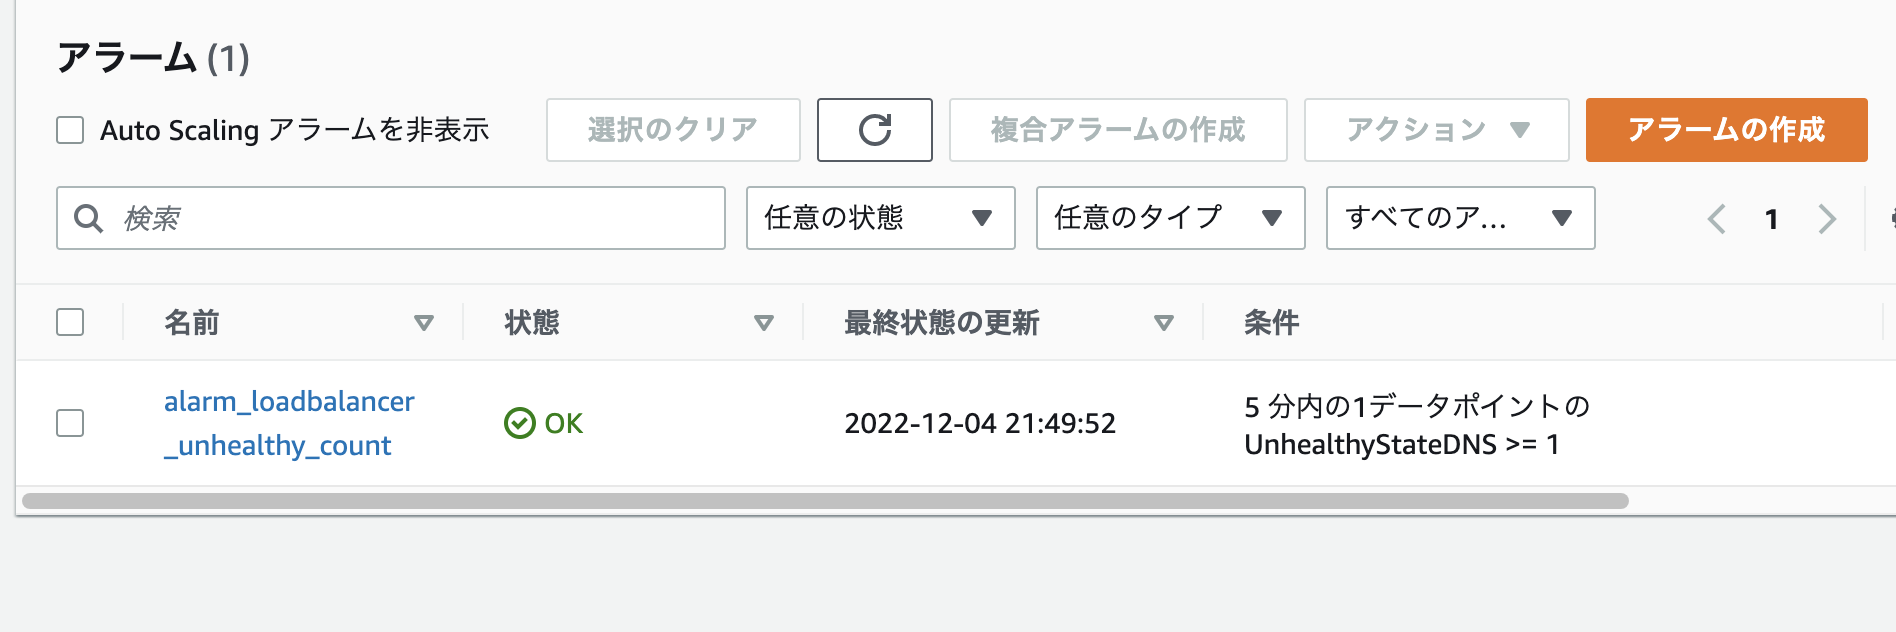 アラーム (1)
Auto Scaling アラームを非表示
選択のクリア
複合アラームの作成
アクション
アラームの作成
検索
任意の状態
任意のタイプ
すべてのア...
1
名前
状態
最終状態の更新
条件
alarm_loadbalancer
_unhealthy_count
OK
2022-12-04 21:49:52
5 分内の1データポイントの
UnhealthyStateDNS >= 1